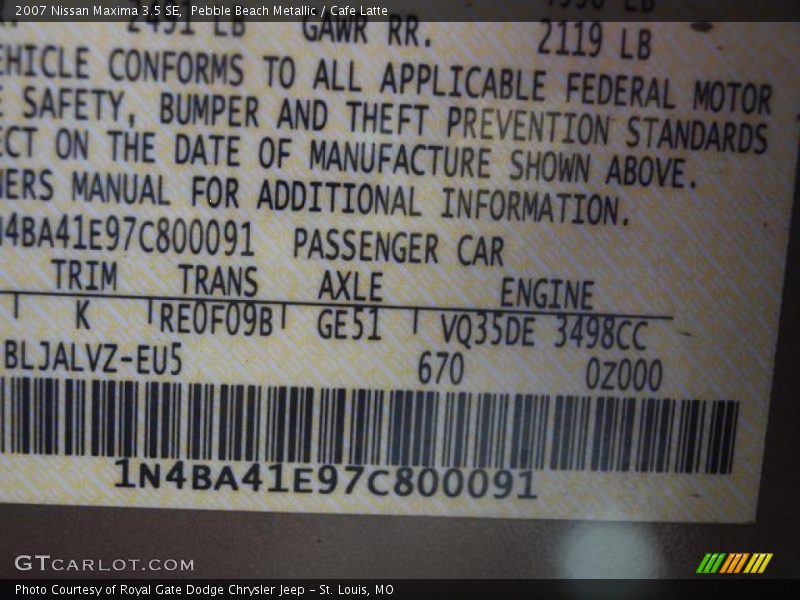 2007 Nissan Maxima 3.5 SE, Pebble Beach Metallic / Cafe Latte
2491 LB GAWR RR. 2119 LB
EHICLE CONFORMS TO ALL APPLICABLE FEDERAL MOTOR
E SAFETY, BUMPER AND THEFT PREVENTION STANDARDS
ECT ON THE DATE OF MANUFACTURE SHOWN ABOVE.
NERS MANUAL FOR ADDITIONAL INFORMATION.
N4BA41E97C800091 PASSENGER CAR
TRIM TRANS AXLE ENGINE
K RE0F09B GE51 VQ35DE 3498CC
BLJALVZ-EU5 670 0Z000
1N4BA41E97C800091
GTCARLOT.COM
Photo Courtesy of Royal Gate Dodge Chrysler Jeep - St. Louis, MO